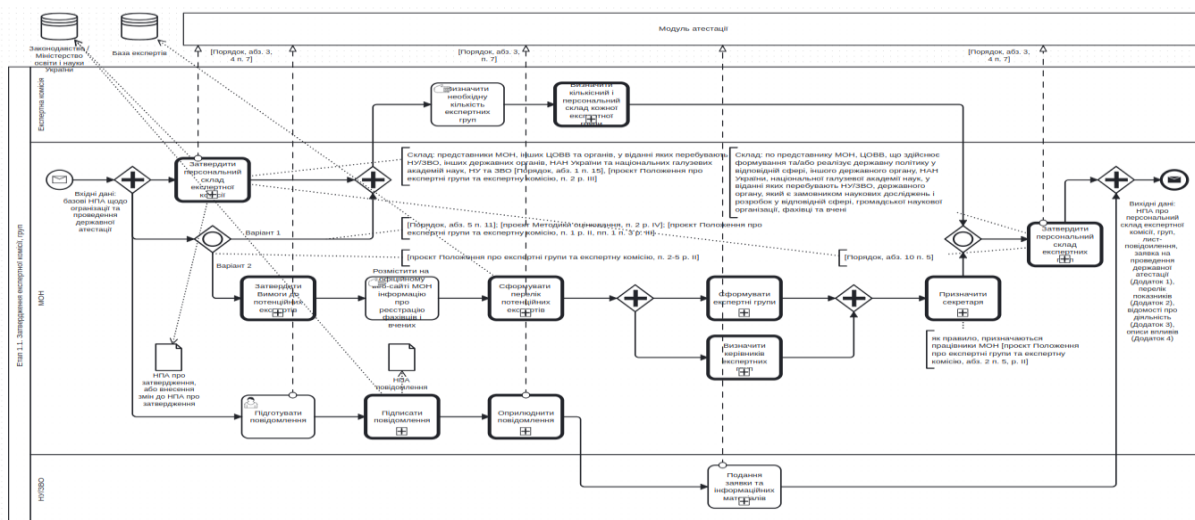 Модуль атестації
Законодавство /
Міністерство
освіти і науки
України
База експертів
[Порядок, абз. 3,
4 п. 7]
[Порядок, абз. 3,
п. 7]
[Порядок, абз. 3,
4 п. 7]
Етап 1.1. Затвердження експертної комісії, груп
Експертна комісія
Визначити
необхідну
кількість
експертних
груп
Визначити
кількісний і
персональний
склад кожної
експертної
групи
МОН
Вхідні дані:
базові НПА щодо
організації та
проведення
державної
атестації
Затвердити
персональний
склад
експертної
комісії
Склад: представники МОН, інших ЦОВВ та органів, у віданні яких перебувають
НУ/ЗВО, інших державних органів, НАН України та національних галузевих
академій наук, НУ та ЗВО [Порядок, абз. 1 п. 15], [проєкт Положення про
експертні групи та експертну комісію, п. 2 р. III]
Склад: по представнику МОН, ЦОВВ, що здійснює
формування та/або реалізує державну політику у
відповідній сфері, іншого державного органу, НАН
України, національної галузевої академії наук, у
віданні яких перебувають НУ/ЗВО, державного
органу, який є замовником наукових досліджень і
розробок у відповідній сфері, громадської наукової
організації, фахівці та вчені
Варіант 1
[Порядок, абз. 5 п. 11]; [проєкт Методики оцінювання, п. 2 р. IV]; [проєкт Положення про
експертні групи та експертну комісію, п. 1 р. II, пп. 1 п. 3 р. III]
[проєкт Положення про експертні групи та експертну комісію, п. 2-5 р. II]
[Порядок, абз. 10 п. 5]
Затвердити
персональний
склад
експертних
груп
Вихідні дані:
НПА про
персональний
склад експертної
комісії, груп,
лист-
повідомлення,
заявка на
проведення
державної
атестації
(Додаток 1),
перелік
показників
(Додаток 2),
відомості про
діяльність
(Додаток 3),
описи впливів
(Додаток 4)
Варіант 2
Затвердити
Вимоги до
потенційних
експертів
Розмістити на
офіційному
веб-сайті МОН
інформацію
про
реєстрацію
фахівців і
вчених
Сформувати
перелік
потенційних
експертів
Сформувати
експертні групи
Призначити
секретаря
Визначити
керівників
експертних
груп
як правило, призначаються
працівники МОН [проєкт Положення
про експертні групи та експертну
комісію, абз. 2 п. 5, р. II]
НПА про
затвердження,
або внесення
змін до НПА про
затвердження
НПА
повідомлення
Підготувати
повідомлення
Підписати
повідомлення
Оприлюднити
повідомлення
НУ/ЗВО
Подання
заявки та
інформаційних
матеріалів